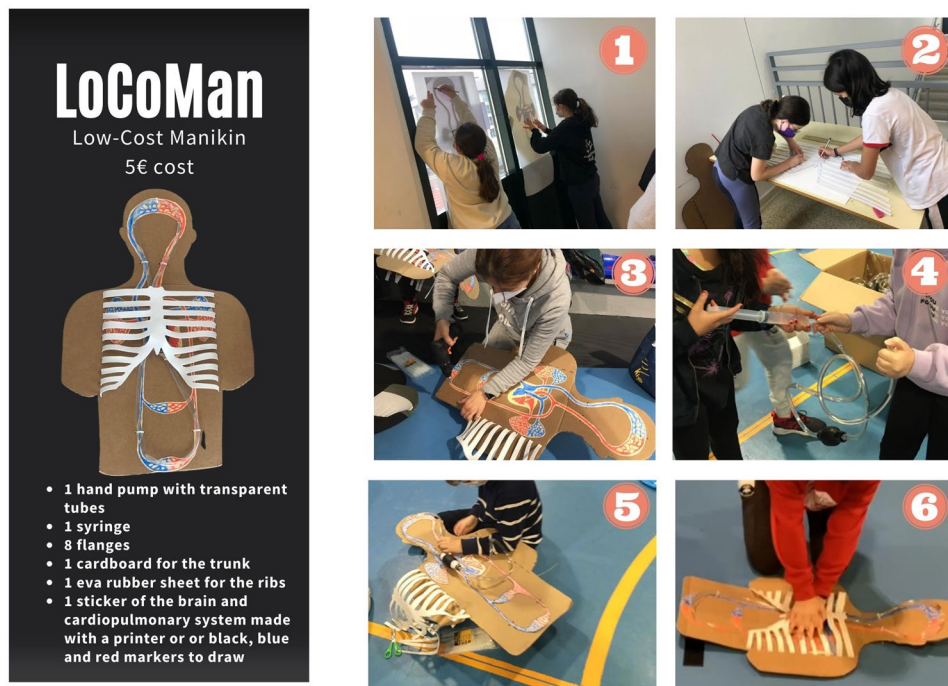 LoCoMan
Low-Cost Manikin
5€ cost
• 1 hand pump with transparent
tubes
• 1 syringe
• 8 flanges
• 1 cardboard for the trunk
• 1 eva rubber sheet for the ribs
• 1 sticker of the brain and
cardiopulmonary system made
with a printer or or black, blue
and red markers to draw
1
2
3
4
5
6